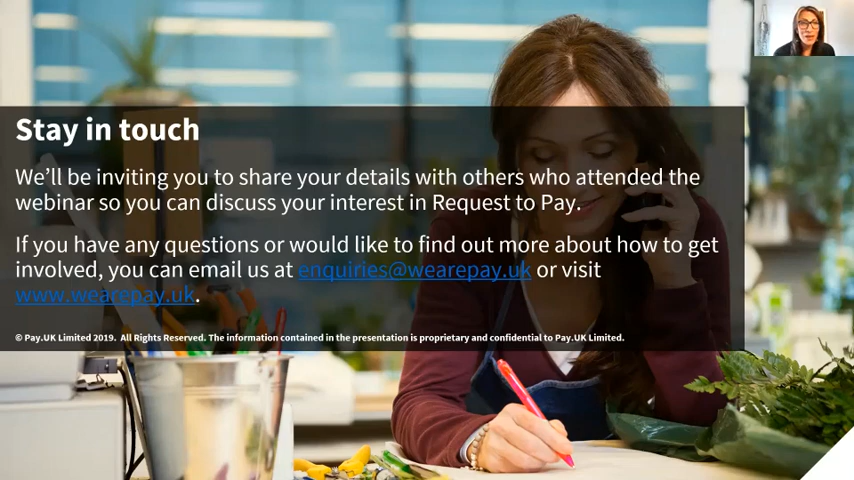 Stay in touch
We’ll be inviting you to share your details with others who attended the
webinar so you can discuss your interest in Request to Pay.
If you have any questions or would like to find out more about how to get
involved, you can email us at enquiries@wearepay.uk or visit
www.wearepay.uk.
© Pay.UK Limited 2019. All Rights Reserved. The information contained in the presentation is proprietary and confidential to Pay.UK Limited.